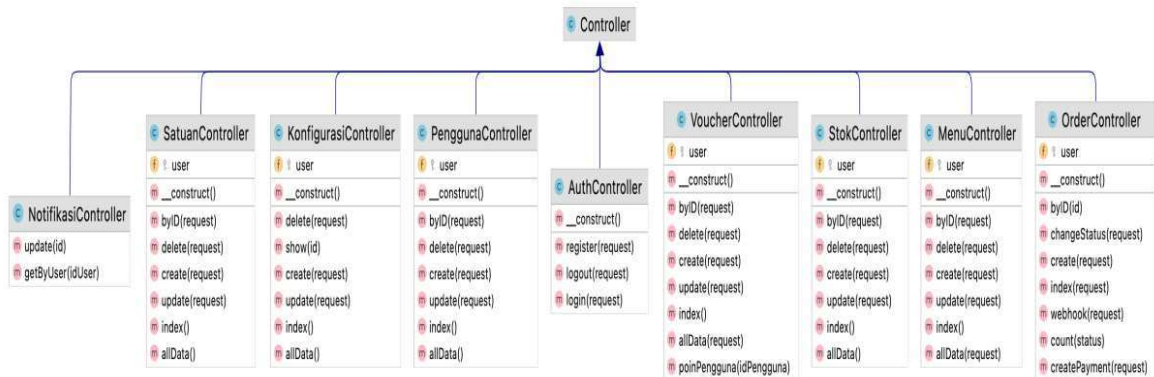 Controller
NotifikasiController
update(id)
getByUser(idUser)
SatuanController
user
__construct()
byID(request)
delete(request)
create(request)
update(request)
index()
allData()
KonfigurasiController
user
__construct()
delete(request)
show(id)
create(request)
update(request)
index()
allData()
PenggunaController
user
__construct()
byID(request)
delete(request)
create(request)
update(request)
index()
allData()
AuthController
__construct()
register(request)
logout(request)
login(request)
VoucherController
user
__construct()
byID(request)
delete(request)
create(request)
update(request)
index()
allData(request)
poinPengguna(idPengguna)
StokController
user
__construct()
byID(request)
delete(request)
create(request)
update(request)
index()
allData()
MenuController
user
__construct()
byID(request)
delete(request)
create(request)
update(request)
index()
allData(request)
OrderController
user
__construct()
byID(id)
changeStatus(request)
create(request)
index(request)
webhook(request)
count(status)
createPayment(request)